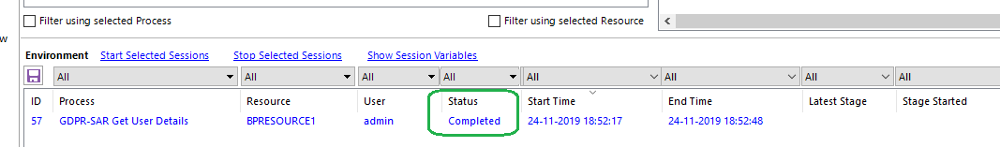 Filter using selected Process Filter using selected Resource
w
Environment Start Selected Sessions Stop Selected Sessions Show Session Variables
All All All All All All All All
ID Process Resource User Status Start Time End Time Latest Stage Stage Started
57 GDPR-SAR Get User Details BPRESOURCE1 admin Completed 24-11-2019 18:52:17 24-11-2019 18:52:48